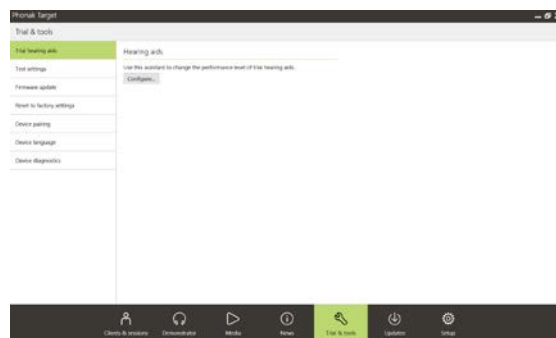 Phonak Target
Trial & tools
Trial hearing aids
Hearing aids
Use this assistant to change the performance level of trial hearing aids.
Configure...
Test settings
Firmware update
Reset to factory settings
Device pairing
Device language
Device diagnostics
Clients & sessions
Demonstrator
Media
News
Trial & tools
Updates
Setup